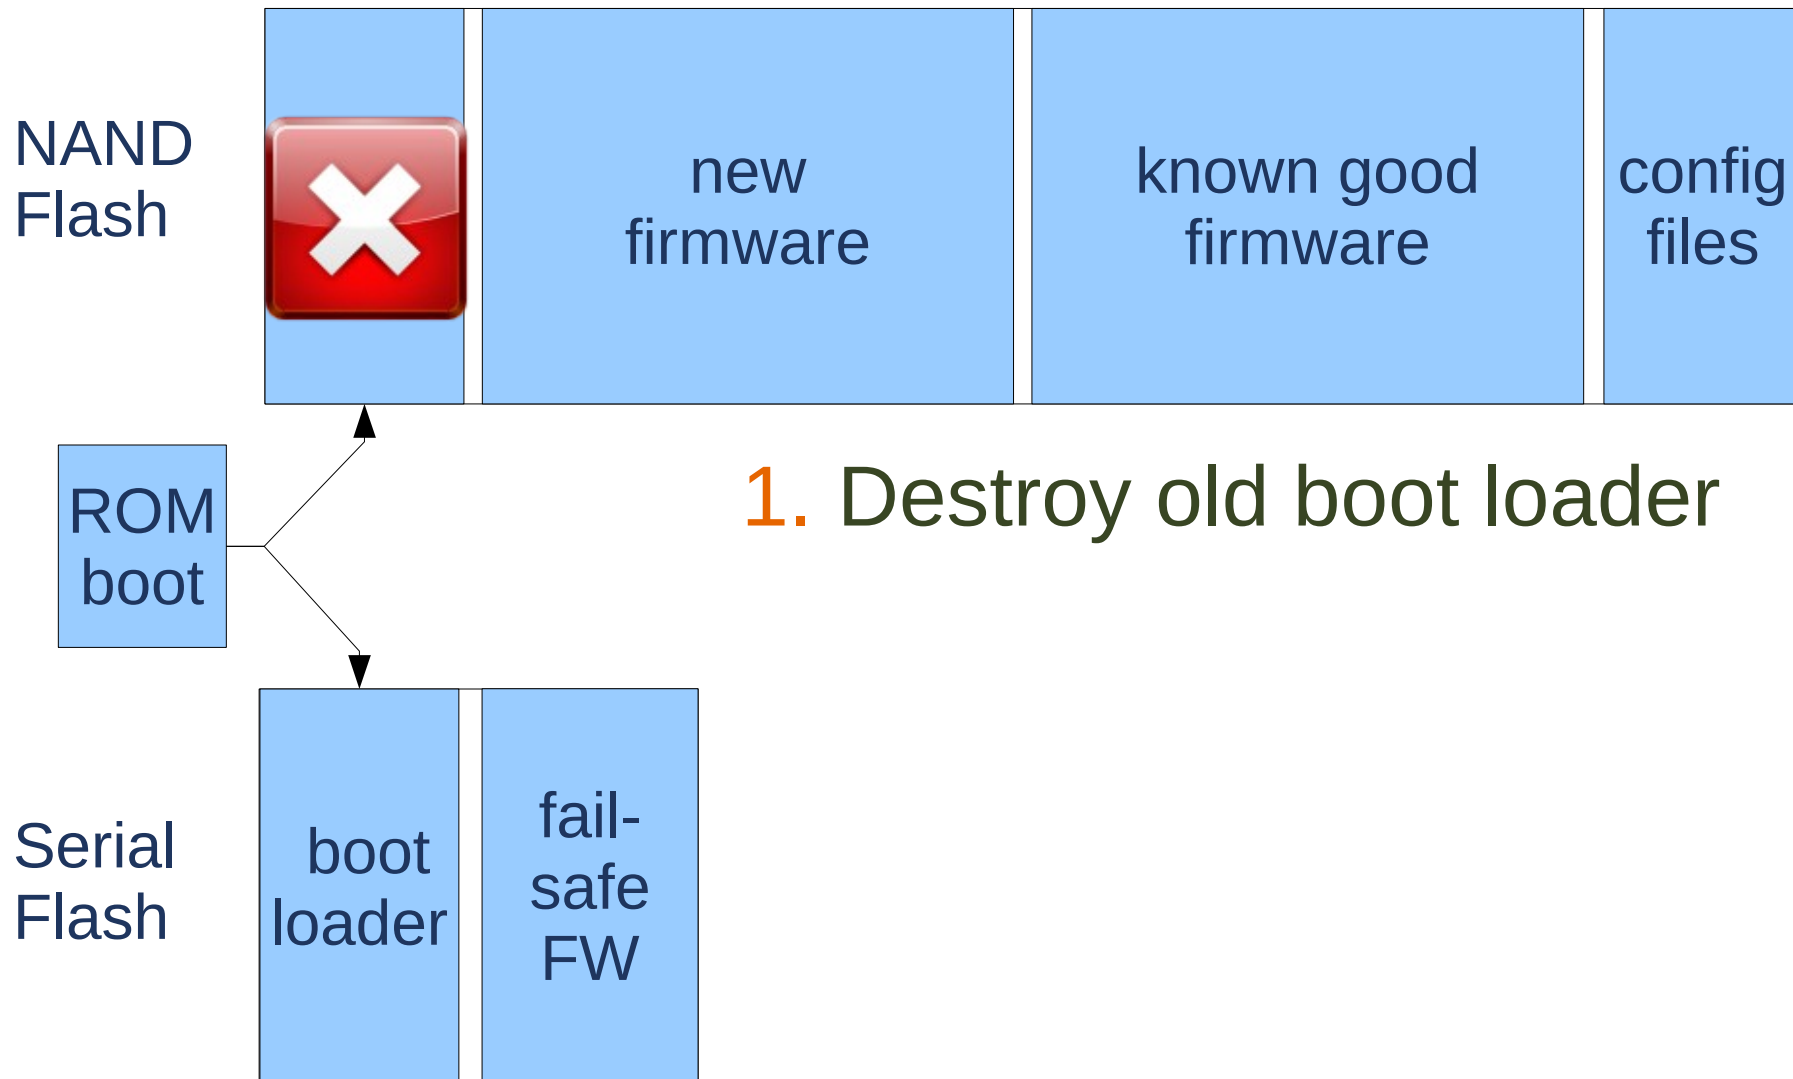 NAND
Flash
new
firmware
known good
firmware
config
files
ROM
boot
1. Destroy old boot loader
Serial
Flash
boot
loader
fail-
safe
FW